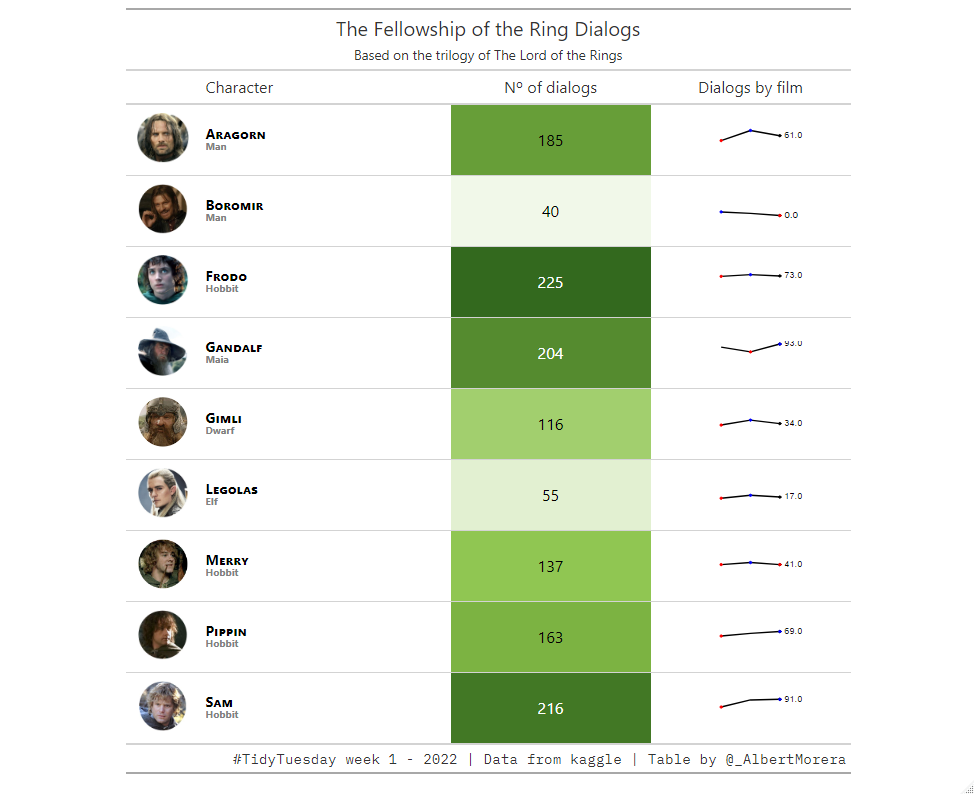 The Fellowship of the Ring Dialogs
Based on the trilogy of The Lord of the Rings
Character Nº of dialogs Dialogs by film
Aragorn
Man
185 61.0
Boromir
Man
40 0.0
Frodo
Hobbit
225 73.0
Gandalf
Maia
204 93.0
Gimli
Dwarf
116 34.0
Legolas
Elf
55 17.0
Merry
Hobbit
137 41.0
Pippin
Hobbit
163 69.0
Sam
Hobbit
216 91.0
#TidyTuesday week 1 - 2022 | Data from kaggle | Table by @_AlbertMorera